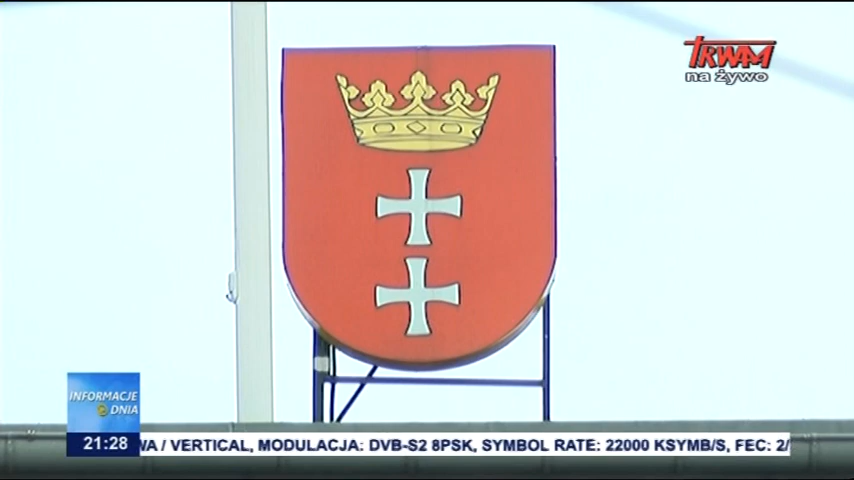 TRWAM
na żywo
INFORMACJE
DNIA
21:28
WA / VERTICAL, MODULACJA: DVB-S2 8PSK, SYMBOL RATE: 22000 KSYMB/S, FEC: 2/